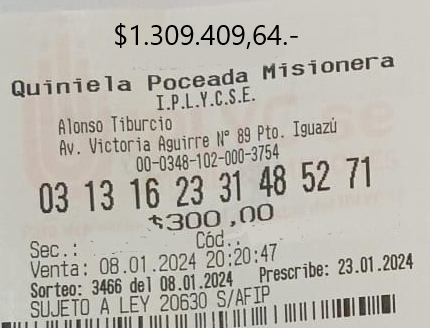 $1.309.409,64.-
Quiniela Poceada Misionera
I.P.L.Y.C.S.E.
Alonso Tiburcio
Av. Victoria Aguirre N° 89 Pto. Iguazú
00-0348-102-000-3754
03 13 16 23 31 48 52 71
$300,00
Sec.: Cód.:
Venta: 08.01.2024 20:20:47
Sorteo: 3466 del 08.01.2024 Prescribe: 23.01.2024
SUJETO A LEY 20630 S/AFIP